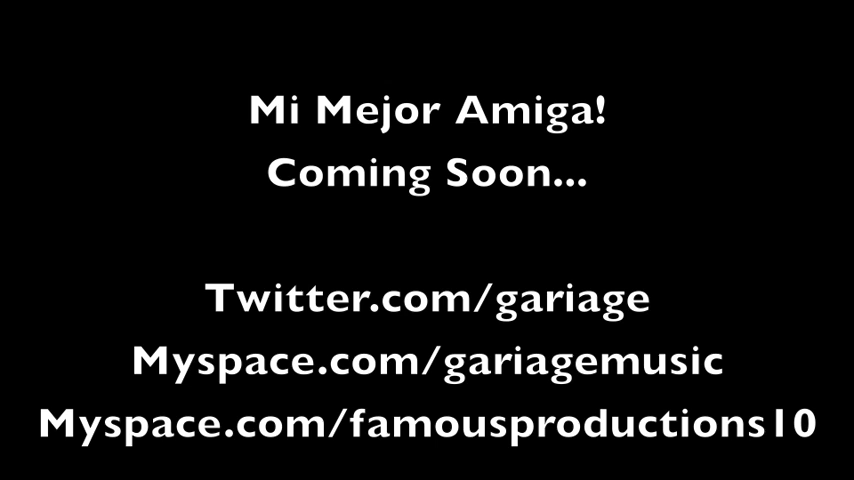 Mi Mejor Amiga!
Coming Soon...
Twitter.com/gariage
Myspace.com/gariagemusic
Myspace.com/famousproductions10